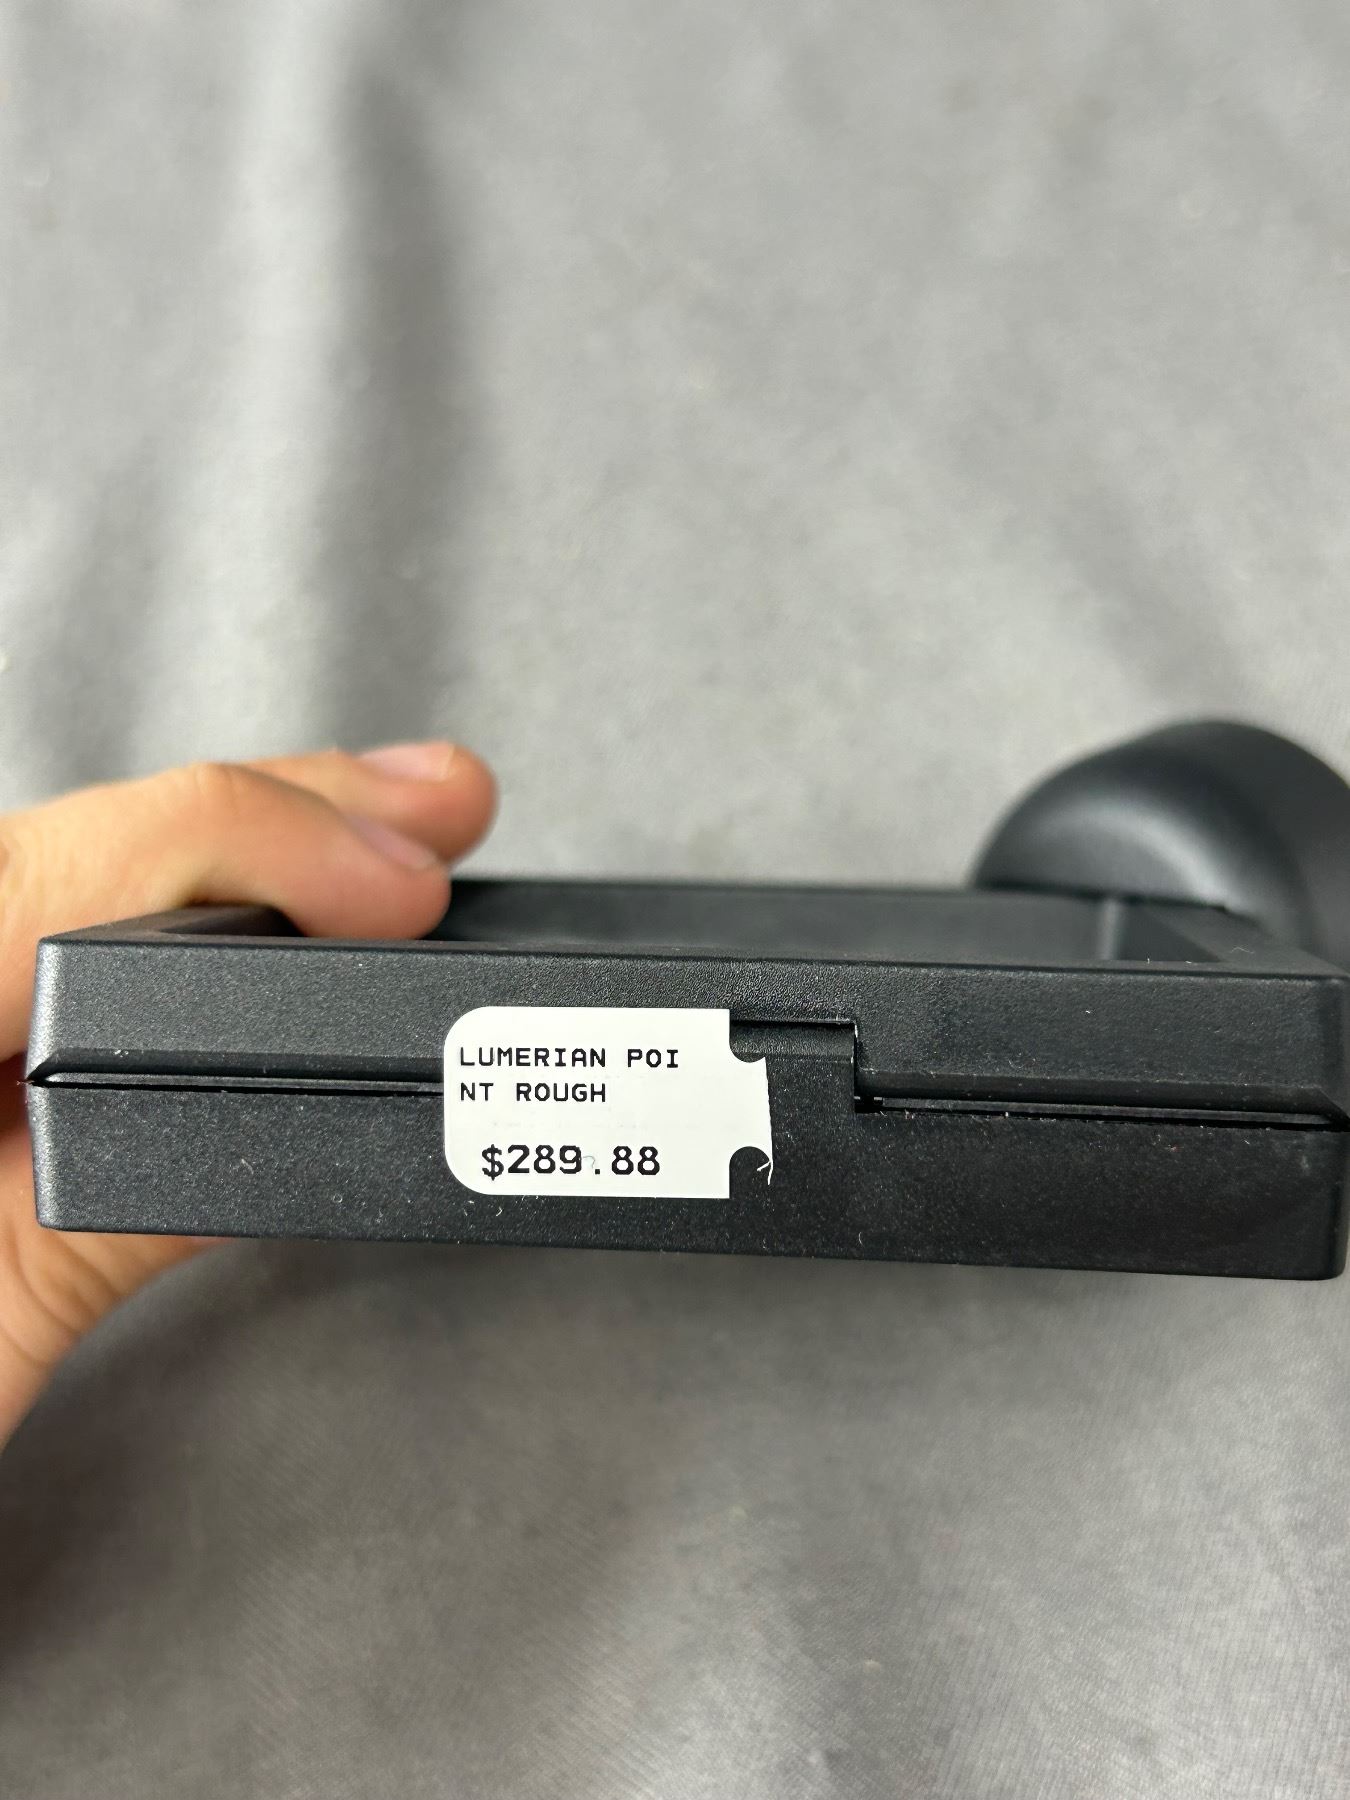 LUMERIAN POI
NT ROUGH
$289.88